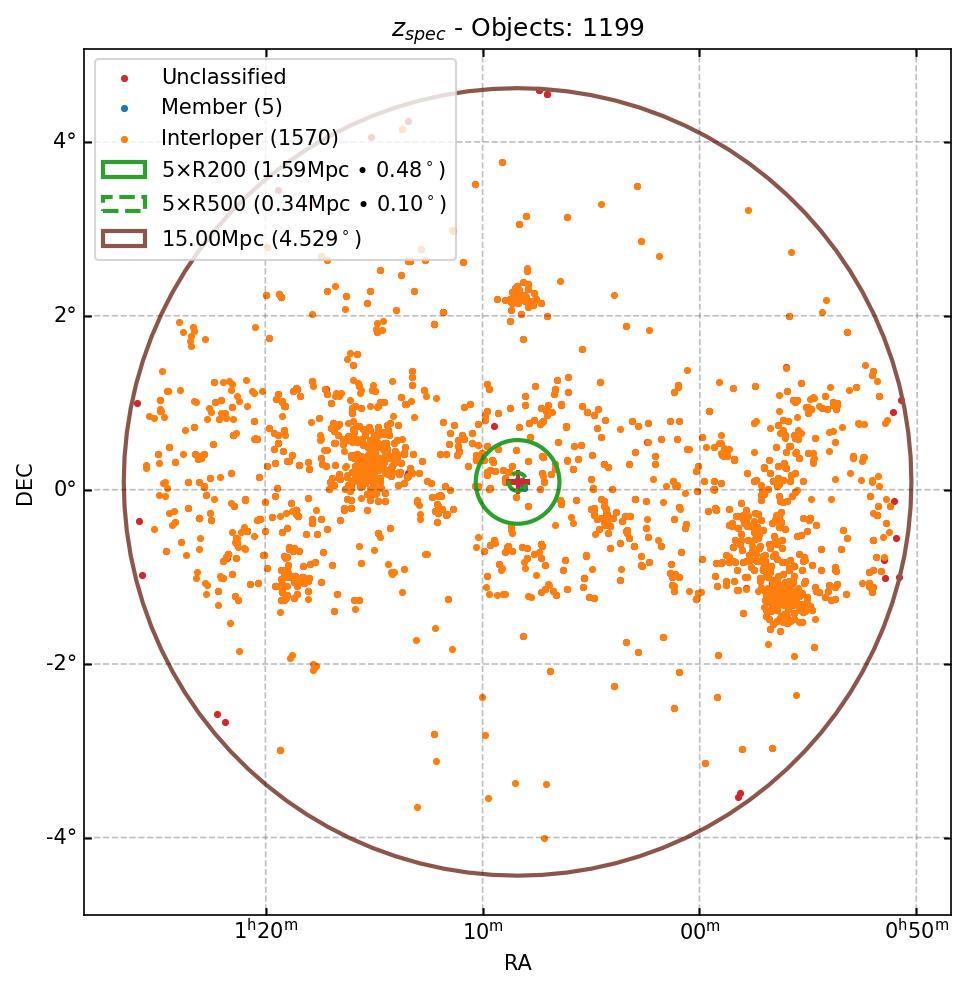 z_spec - Objects: 1199
Unclassified
Member (5)
Interloper (1570)
5×R200 (1.59Mpc • 0.48°)
5×R500 (0.34Mpc • 0.10°)
15.00Mpc (4.529°)
4°
2°
0°
-2°
-4°
DEC
1ʰ20ᵐ 10ᵐ 00ᵐ 0ʰ50ᵐ
RA